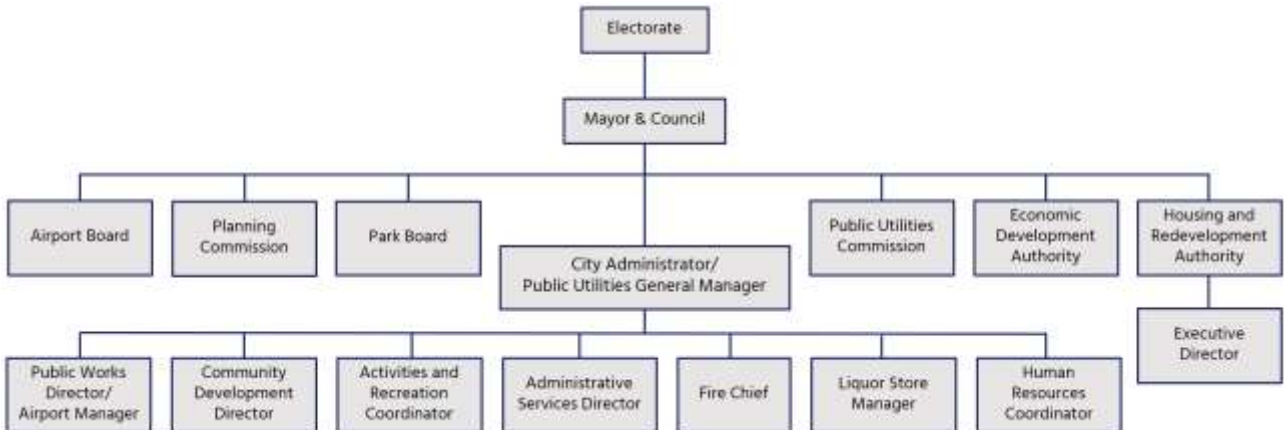 Electorate
Mayor & Council
Airport Board
Planning
Commission
Park Board
City Administrator/
Public Utilities General Manager
Public Utilities
Commission
Economic
Development
Authority
Housing and
Redevelopment
Authority
Executive
Director
Public Works
Director/
Airport Manager
Community
Development
Director
Activities and
Recreation
Coordinator
Administrative
Services Director
Fire Chief
Liquor Store
Manager
Human
Resources
Coordinator